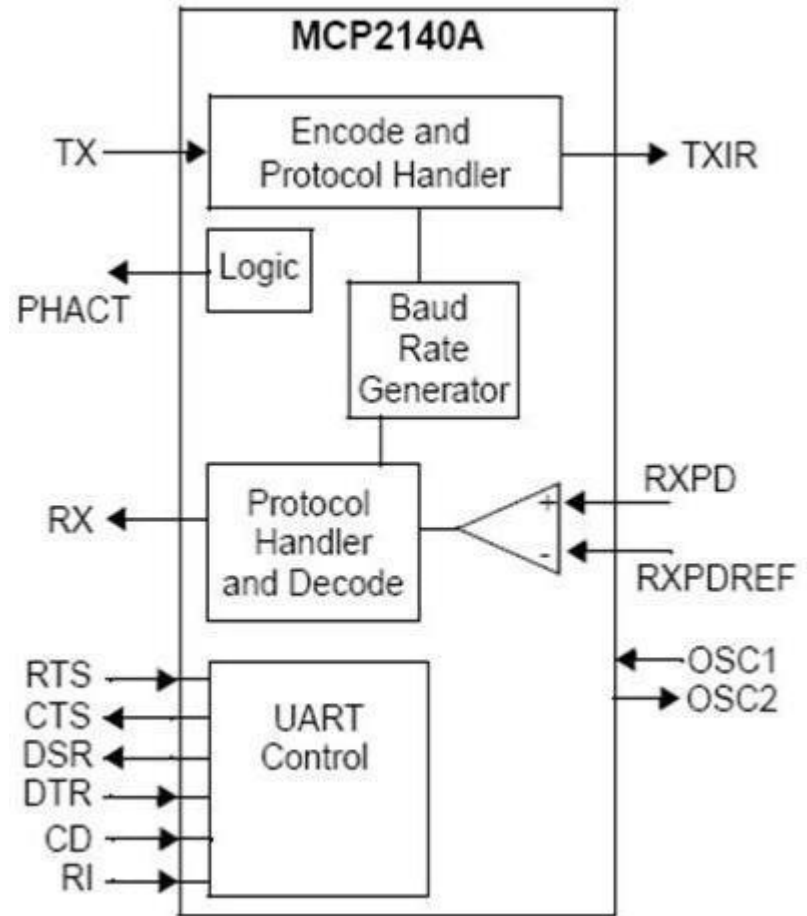 MCP2140A
TX
Encode and
Protocol Handler
TXIR
Logic
PHACT
Baud
Rate
Generator
RX
Protocol
Handler
and Decode
+
-
RXPD
RXPDREF
OSC1
OSC2
RTS
CTS
DSR
DTR
CD
RI
UART
Control